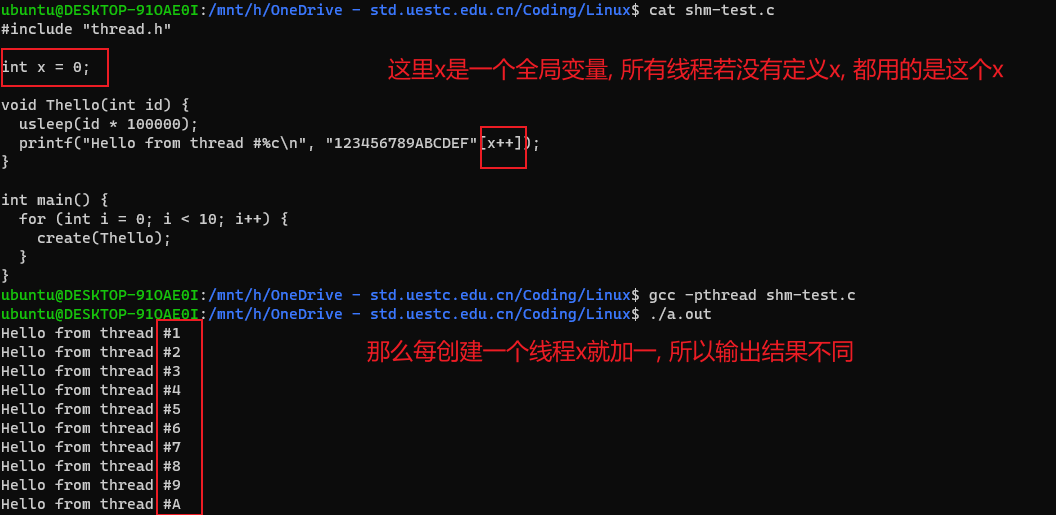 ubuntu@DESKTOP-91OAE0I:/mnt/h/OneDrive - std.uestc.edu.cn/Coding/Linux$ cat shm-test.c
#include "thread.h"
int x = 0;
这里x是一个全局变量, 所有线程若没有定义x, 都用的是这个x
void Thello(int id) {
  usleep(id * 100000);
  printf("Hello from thread #%c\n", "123456789ABCDEF"[x++]);
}
int main() {
  for (int i = 0; i < 10; i++) {
    create(Thello);
  }
}
ubuntu@DESKTOP-91OAE0I:/mnt/h/OneDrive - std.uestc.edu.cn/Coding/Linux$ gcc -pthread shm-test.c
ubuntu@DESKTOP-91OAE0I:/mnt/h/OneDrive - std.uestc.edu.cn/Coding/Linux$ ./a.out
Hello from thread #1
那么每创建一个线程x就加一, 所以输出结果不同
Hello from thread #2
Hello from thread #3
Hello from thread #4
Hello from thread #5
Hello from thread #6
Hello from thread #7
Hello from thread #8
Hello from thread #9
Hello from thread #A